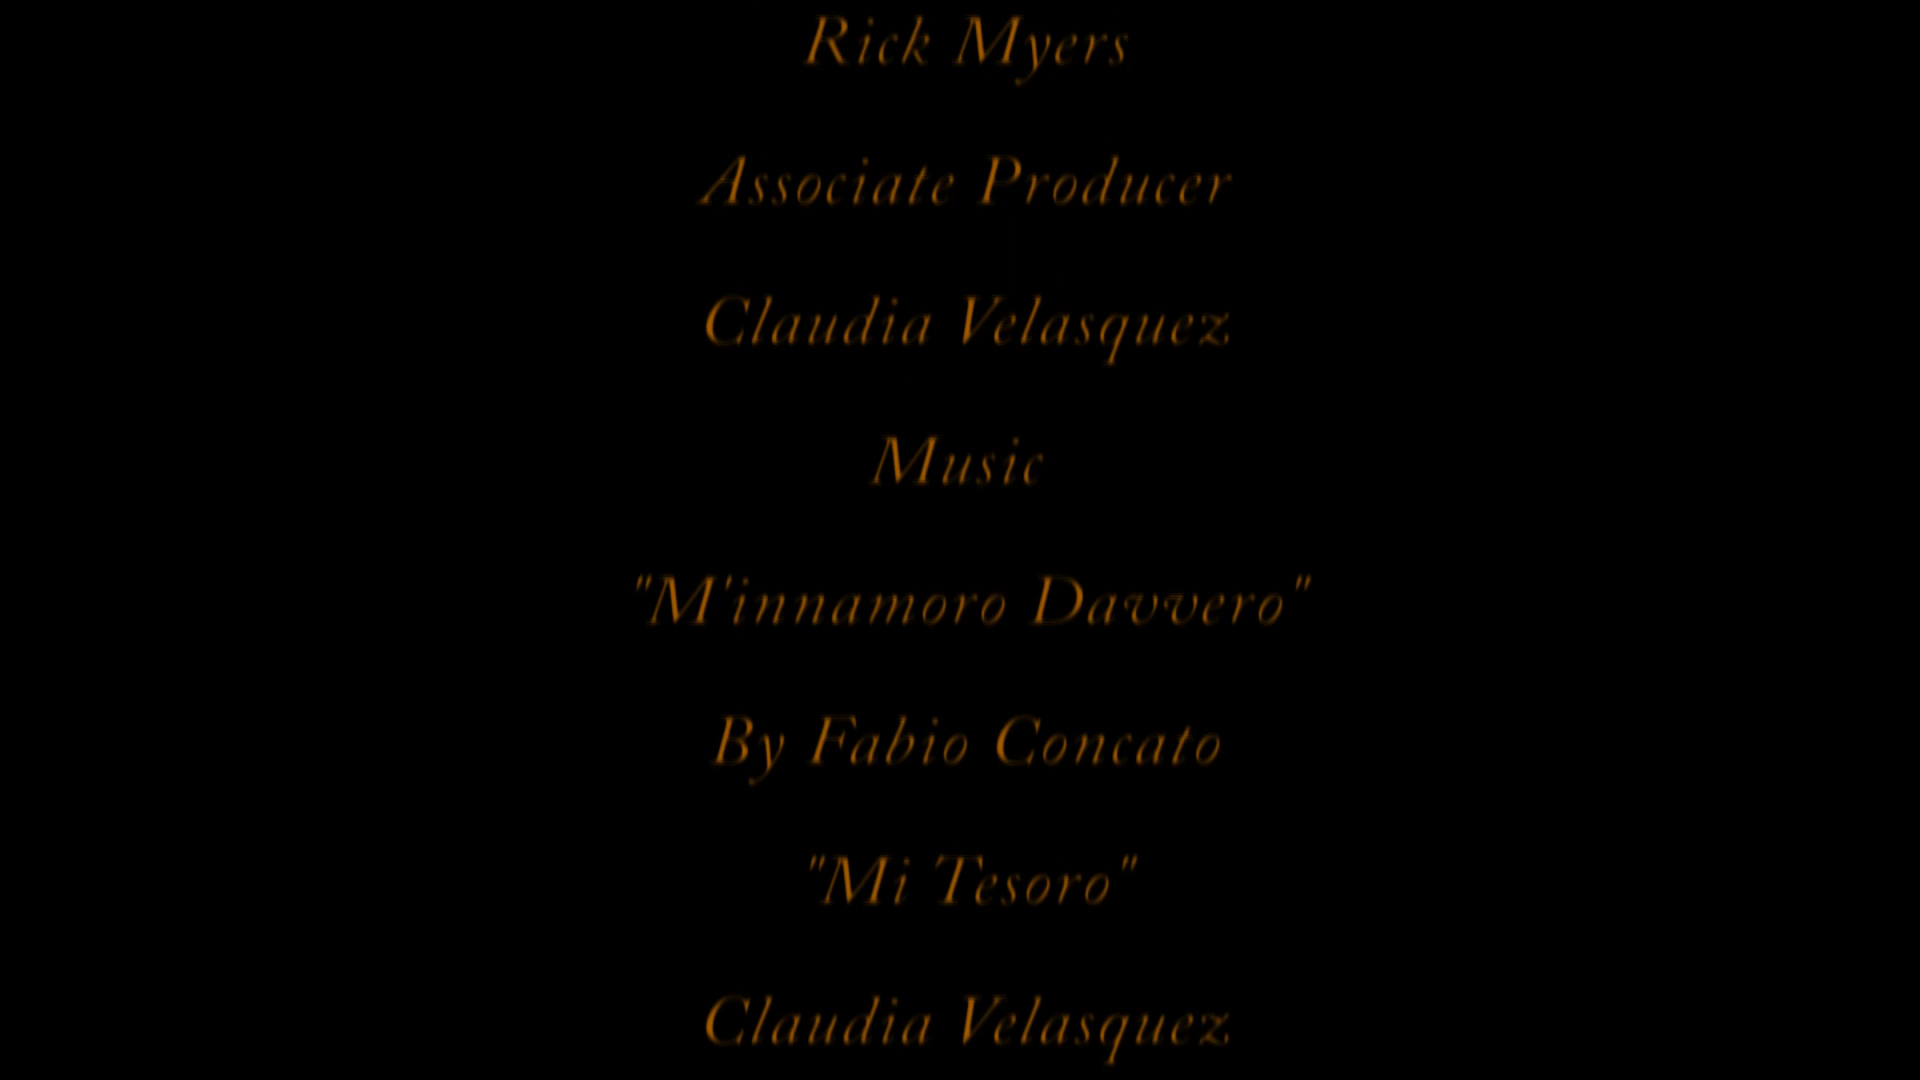 Rick Myers
Associate Producer
Claudia Velasquez
Music
"M'innamoro Davvero"
By Fabio Concato
"Mi Tesoro"
Claudia Velasquez